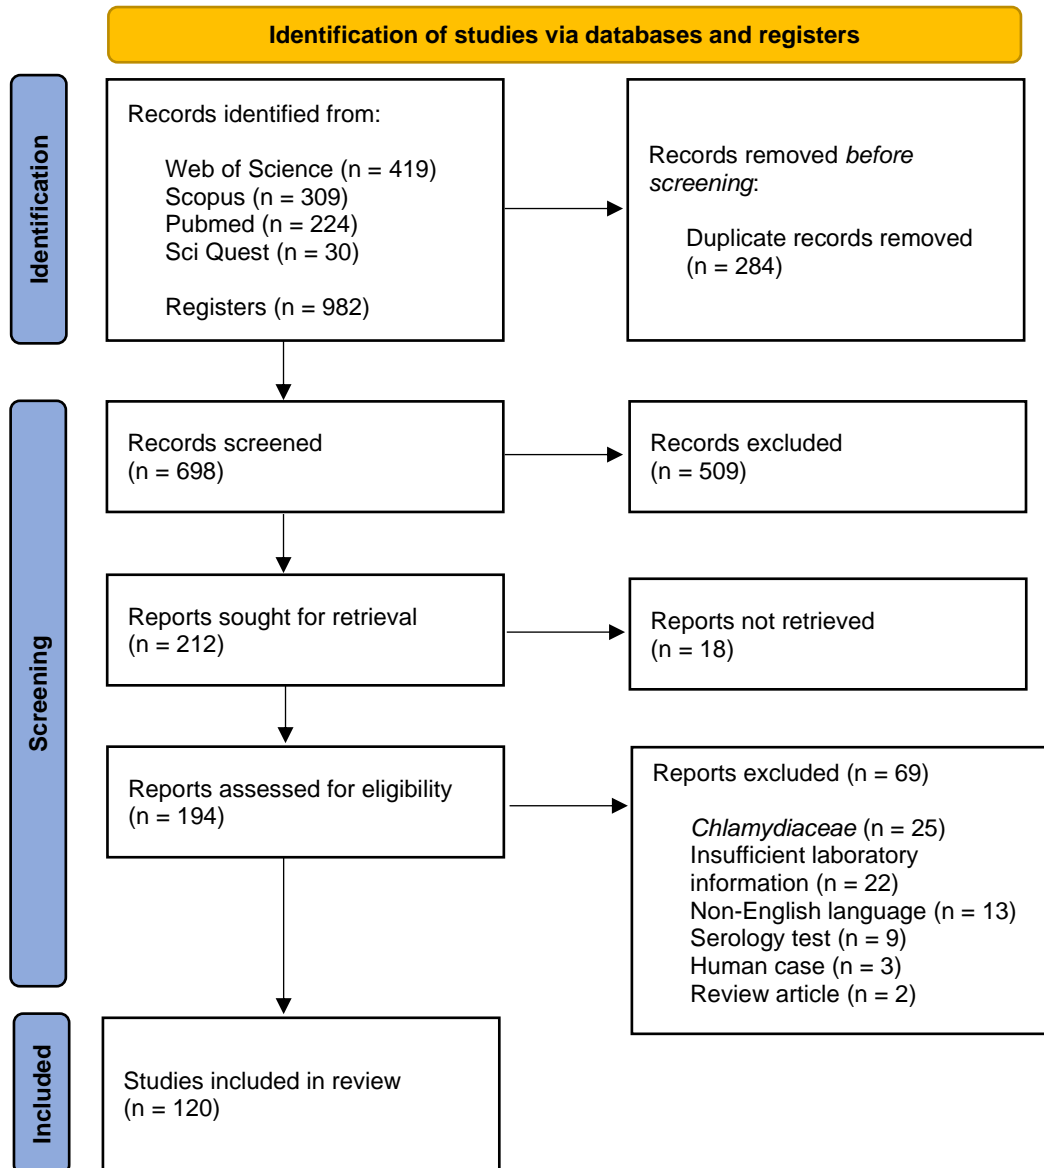 Identification of studies via databases and registers
Identification
Records identified from:
Web of Science (n = 419)
Scopus (n = 309)
Pubmed (n = 224)
Sci Quest (n = 30)
Registers (n = 982)
Records removed before
screening:
Duplicate records removed
(n = 284)
Screening
Records screened
(n = 698)
Records excluded
(n = 509)
Reports sought for retrieval
(n = 212)
Reports not retrieved
(n = 18)
Reports assessed for eligibility
(n = 194)
Reports excluded (n = 69)
Chlamydiaceae (n = 25)
Insufficient laboratory
information (n = 22)
Non-English language (n = 13)
Serology test (n = 9)
Human case (n = 3)
Review article (n = 2)
Included
Studies included in review
(n = 120)